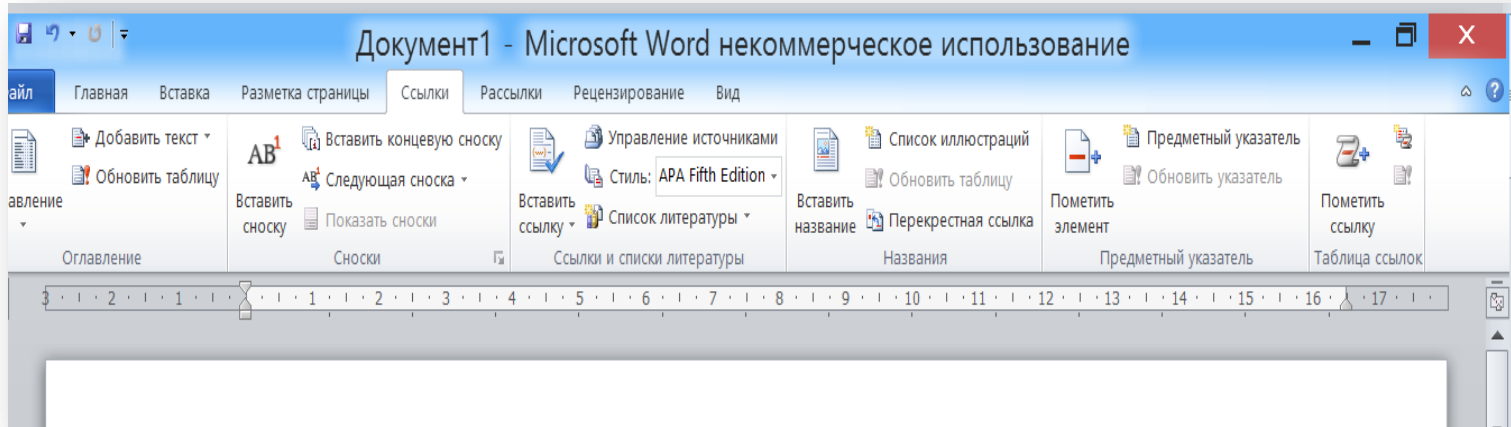 Документ1 - Microsoft Word некоммерческое использование
айл Главная Вставка Разметка страницы Ссылки Рассылки Рецензирование Вид
авление
Добавить текст
Обновить таблицу
Оглавление
AB1
Вставить сноску
Вставить концевую сноску
AB1 Следующая сноска
Показать сноски
Сноски
Вставить ссылку
Управление источниками
Стиль: APA Fifth Edition
Список литературы
Ссылки и списки литературы
Вставить название
Список иллюстраций
Обновить таблицу
Перекрестная ссылка
Названия
Пометить элемент
Предметный указатель
Обновить указатель
Предметный указатель
Пометить ссылку
Таблица ссылок
3 2 1 1 2 3 4 5 6 7 8 9 10 11 12 13 14 15 16 17